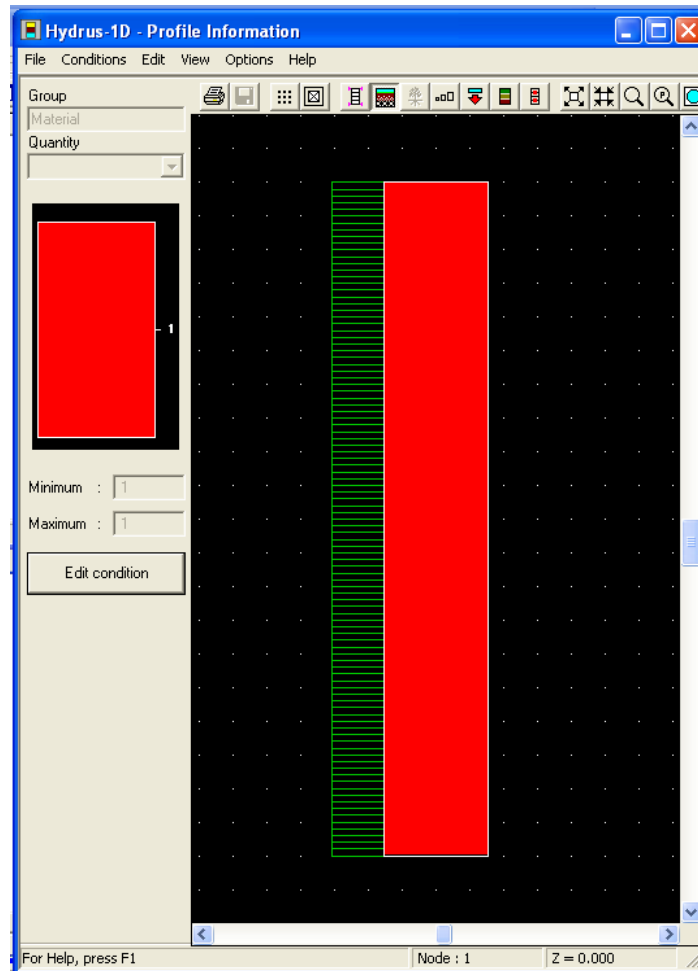 Hydrus-1D - Profile Information
File Conditions Edit View Options Help
Group
Material
Quantity
1
Minimum : 1
Maximum : 1
Edit condition
For Help, press F1
Node : 1
Z = 0.000